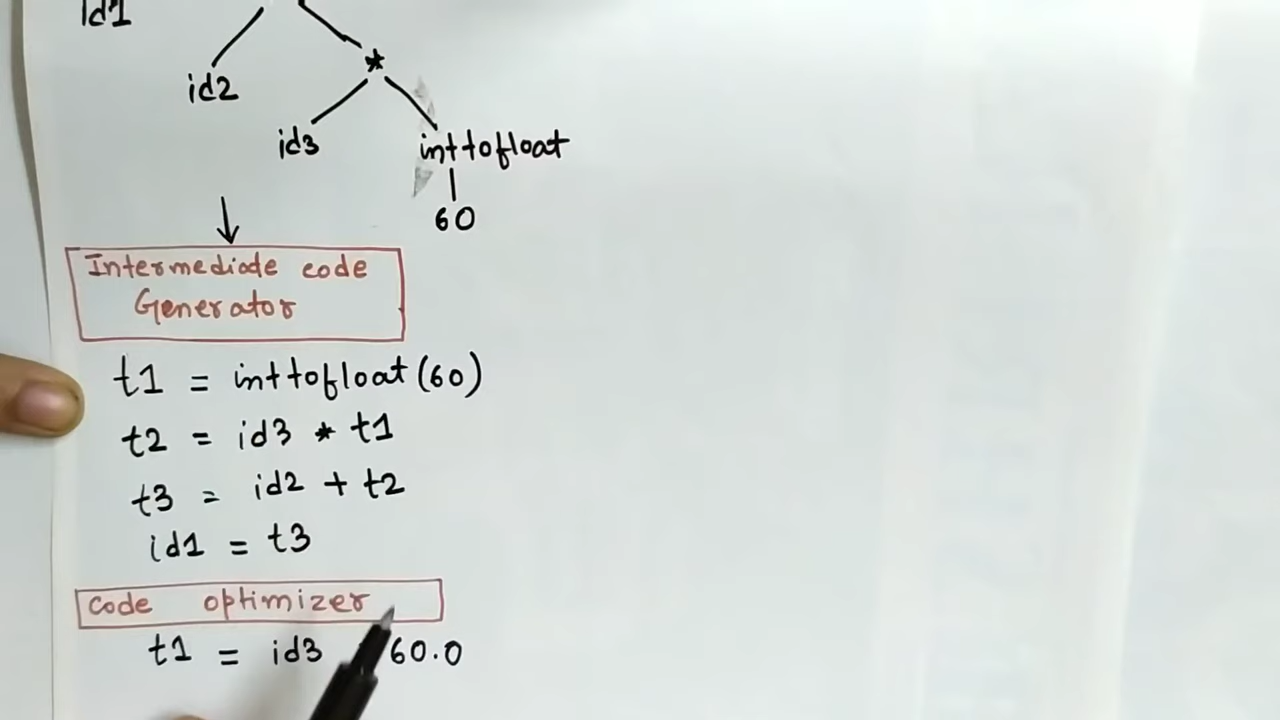 id1
*
id2
id3
inttofloat
60
Intermediate code
Generator
t1 = inttofloat(60)
t2 = id3 * t1
t3 = id2 + t2
id1 = t3
code optimizer
t1 = id3 60.0